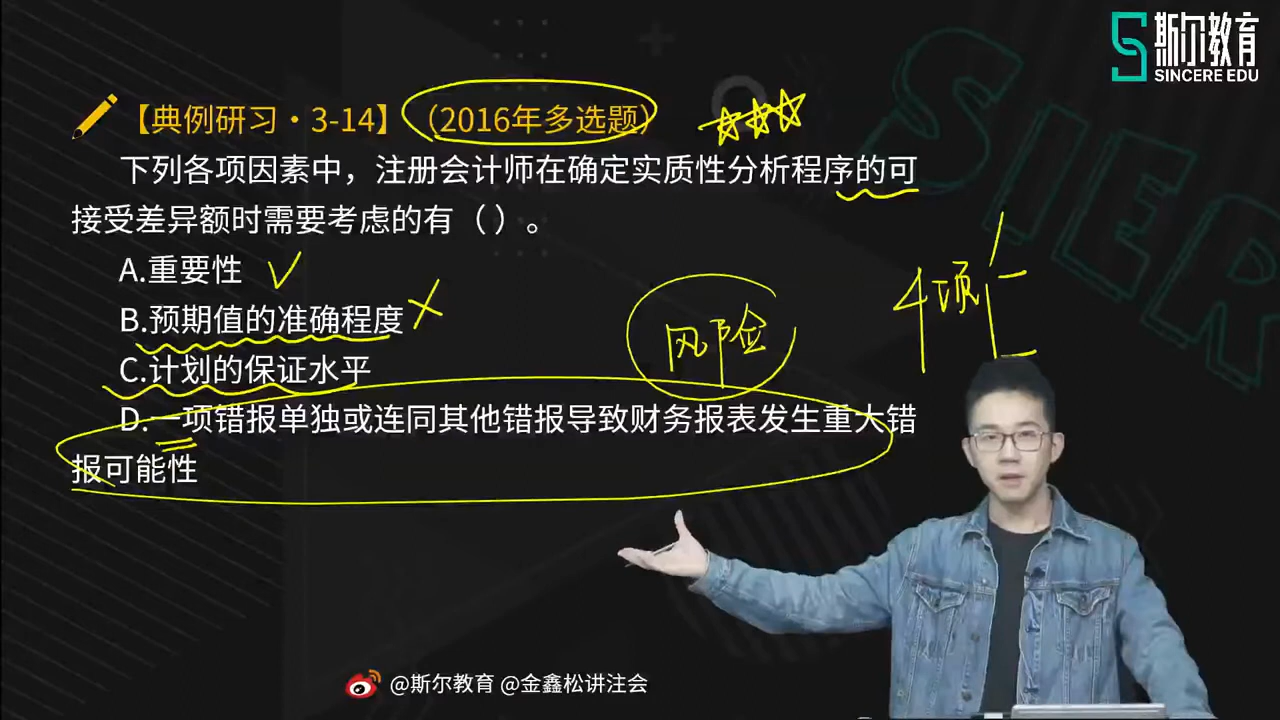 斯尔教育
SINCERE EDU
SIER
【典例研习·3-14】（2016年多选题）
下列各项因素中，注册会计师在确定实质性分析程序的可
接受差异额时需要考虑的有（ ）。
A.重要性
B.预期值的准确程度
C.计划的保证水平
D.一项错报单独或连同其他错报导致财务报表发生重大错
报可能性
风险
4项
@斯尔教育 @金鑫松讲注会